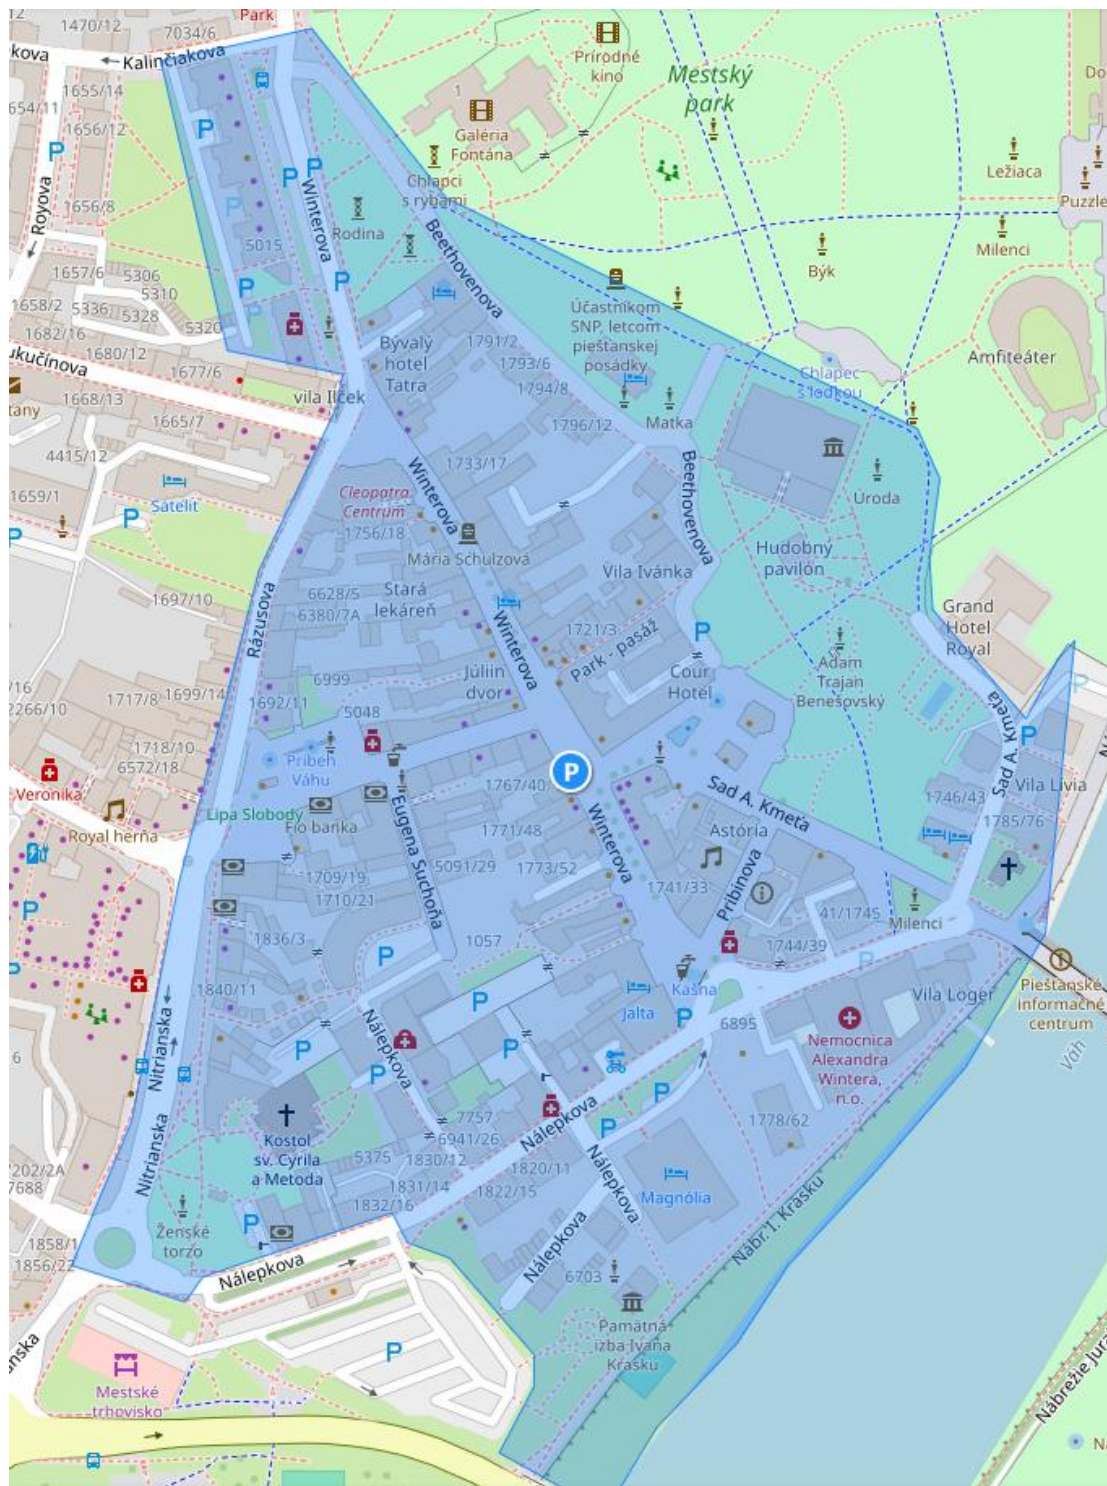 Park
1470/12
7034/6
Prírodné
kino
kova
Kalinčiakova
Mestský
park
1655/14
1
Galéria
Fontána
654/11
1656/12
P
P
Ležiaca
P
P
Chlapci
s rybami
Puzzle
Royova
1656/8
P
Winterova
Rodina
Beethovenova
Milenci
5015
Býk
1657/6
5306
5310
P
P
Účastníkom
SNP, letcom
piešťanskej
posádky
1658/2
5336
5328
1682/16
5320
P
Bývalý
hotel
Tatra
1791/2
1793/6
Amfiteáter
ukučínova
1680/12
1677/6
Chlapec
s loďkou
1794/8
vila Ilček
1668/13
1665/7
1796/12
Matka
4415/12
1733/17
Winterova
Beethovenova
1659/1
Satelit
Cleopatra
Centrum
Úroda
P
P
1756/18
Mária Schulzová
Hudobný
pavilón
Vila Ivánka
1697/10
Rázusova
6628/5
6380/7A
Stará
lekáreň
Grand
Hotel
Royal
1721/3
Park - pasáž
P
Winterova
Adam
Trajan
Benešovský
6999
Júliin
dvor
Cour
Hotel
/16
2266/10
1717/8
1699/14
1692/11
5048
P
Sad A. Kmeťa
P
1718/10
6572/18
Príbeh
Váhu
P
Veronika
1767/40
Sad A. Kmeťa
Vila Lívia
1746/43
Royal herňa
Lipa Slobody
Fio banka
Eugena Suchoňa
1771/48
Winterova
Astória
1785/76
1709/19
1710/21
5091/29
1773/52
1741/33
Pribinova
P
1836/3
1057
41/1745
Milenci
P
P
1744/39
P
Kašna
Piešťanské
informačné
centrum
1840/11
P
Jalta
P
Vila Löger
6895
Nitrianska
Nálepkova
P
P
Nemocnica
Alexandra
Wintera,
n.o.
Váh
6
P
P
7757
P
1778/62
Nitrianska
Kostol
sv. Cyrila
a Metoda
6941/26
Nálepkova
5375
1830/12
/202/2A
7688
1831/14
1820/11
Nálepkova
Magnólia
1832/16
1822/15
Ženské
torzo
P
Nábr. I. Krasku
1858/1
1856/22
Nálepkova
Nálepkova
6703
Pamätná
izba Ivana
Krasku
P
Mestské
trhovisko